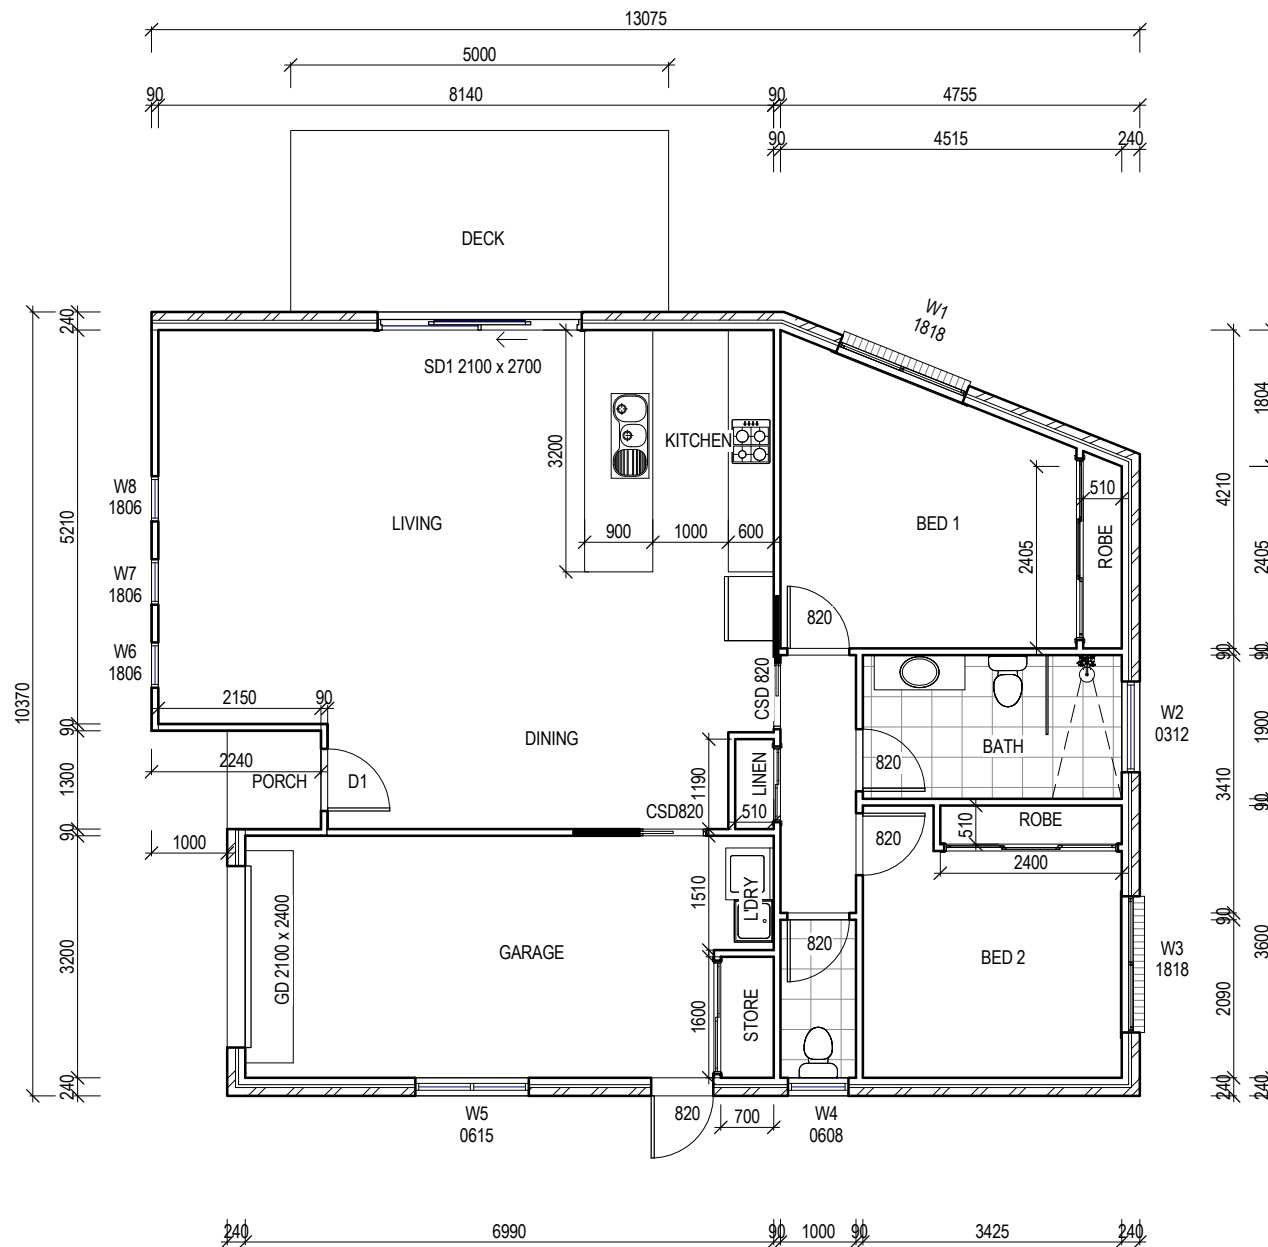 13075
5000
90 8140 90 4755
90 4515 240
DECK
W1
1818
SD1 2100 x 2700
KITCHEN
3200
900 1000 600
LIVING
BED 1
510
ROBE
2405
820
W8
1806
W7
1806
W6
1806
240
5210
90
1300
90
3200
240
10370
2150 90
2240
PORCH
D1
1000
DINING
CSD 820
LINEN
1190
510
CSD820
820
BATH
W2
0312
ROBE
510
820
2400
1510
L'DRY
GD 2100 x 2400
GARAGE
820
BED 2
W3
1818
1600
STORE
W5
0615
820
700
W4
0608
4210
90
3410
90
2090
240
1804
2405
90
1900
90
3600
240
240 6990 90 1000 90 3425 240